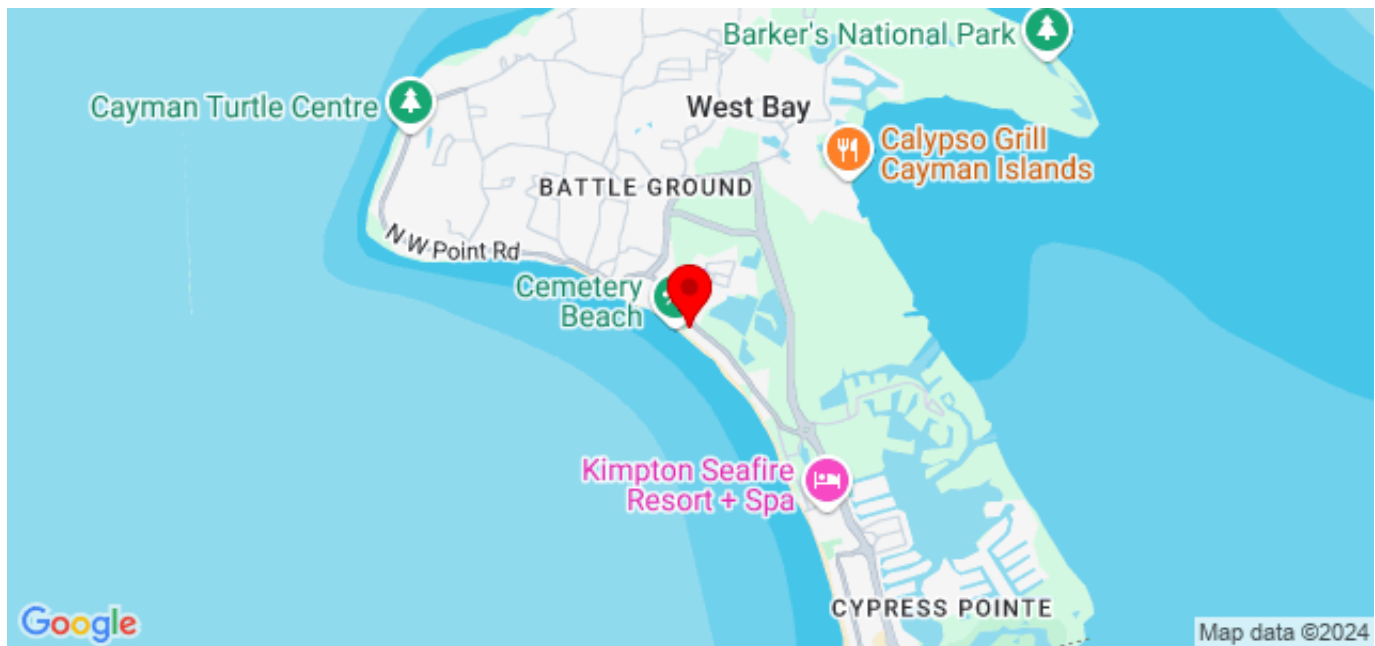 Barker's National Park
Cayman Turtle Centre
West Bay
Calypso Grill
Cayman Islands
BATTLE GROUND
N W Point Rd
Cemetery
Beach
Kimpton Seafire
Resort + Spa
CYPRESS POINTE
Google
Map data ©2024